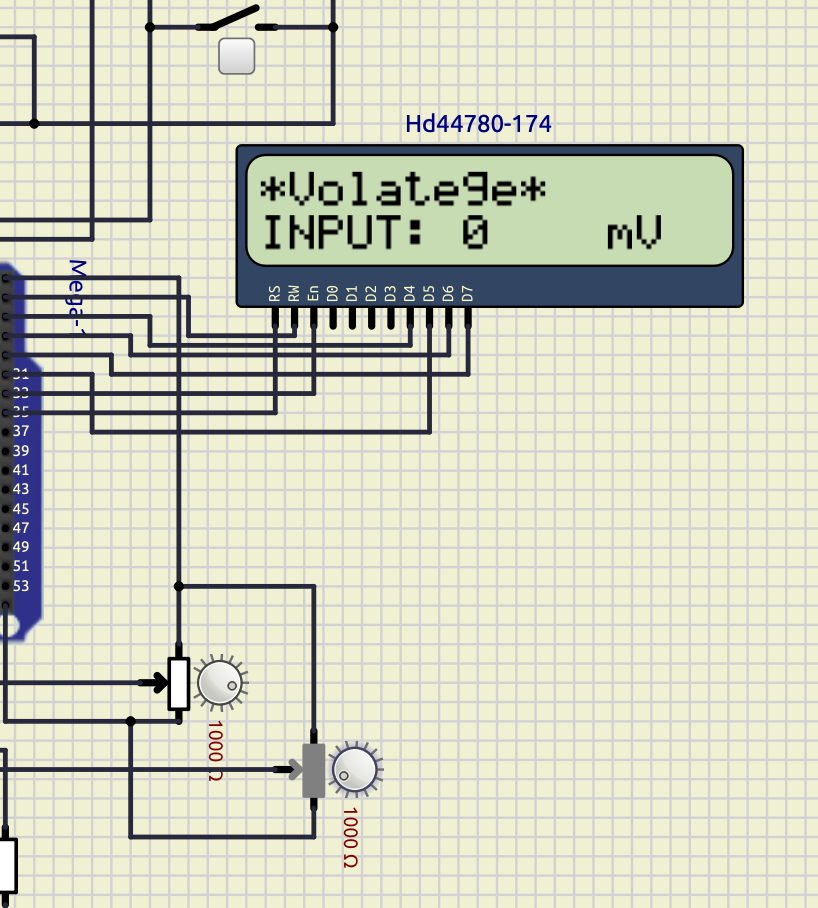 Hd44780-174
*Volatege*
INPUT: 0 mV
RS RW En D0 D1 D2 D3 D4 D5 D6 D7
Mega-
31
33
35
37
39
41
43
45
47
49
51
53
1000 Ω
1000 Ω